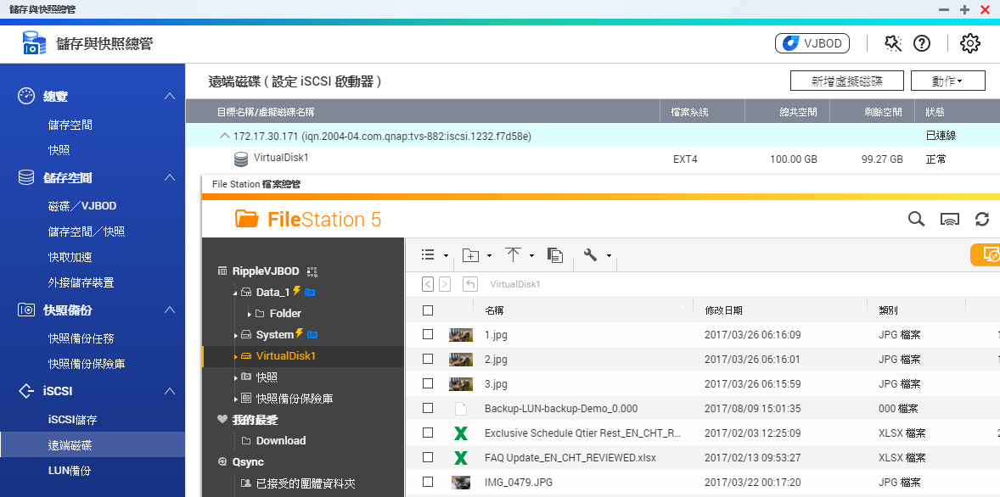 儲存與快照總管
儲存與快照總管
VJBOD
總覽
儲存空間
快照
儲存空間
磁碟／VJBOD
儲存空間／快照
快取加速
外接儲存裝置
快照備份
快照備份任務
快照備份保險庫
iSCSI
iSCSI儲存
遠端磁碟
LUN備份
遠端磁碟 ( 設定 iSCSI 啟動器 )
新增虛擬磁碟
動作
目標名稱/虛擬磁碟名稱 檔案系統 總共空間 剩餘空間 狀態
172.17.30.171 (iqn.2004-04.com.qnap:tvs-882:iscsi.1232.f7d58e) 已連線
VirtualDisk1 EXT4 100.00 GB 99.27 GB 正常
File Station 檔案總管
FileStation 5
RippleVJBOD
Data_1
Folder
System
VirtualDisk1
快照
快照備份保險庫
我的最愛
Download
Qsync
已接受的團體資料夾
VirtualDisk1
名稱 修改日期 類別
1.jpg 2017/03/26 06:16:09 JPG 檔案
2.jpg 2017/03/26 06:16:01 JPG 檔案
3.jpg 2017/03/26 06:15:59 JPG 檔案
Backup-LUN-backup-Demo_0.000 2017/08/09 15:01:35 000 檔案
Exclusive Schedule Qtier Rest_EN_CHT_R... 2017/02/03 12:25:09 XLSX 檔案
FAQ Update_EN_CHT_REVIEWED.xlsx 2017/02/13 09:53:27 XLSX 檔案
IMG_0479.JPG 2017/03/22 00:17:20 JPG 檔案